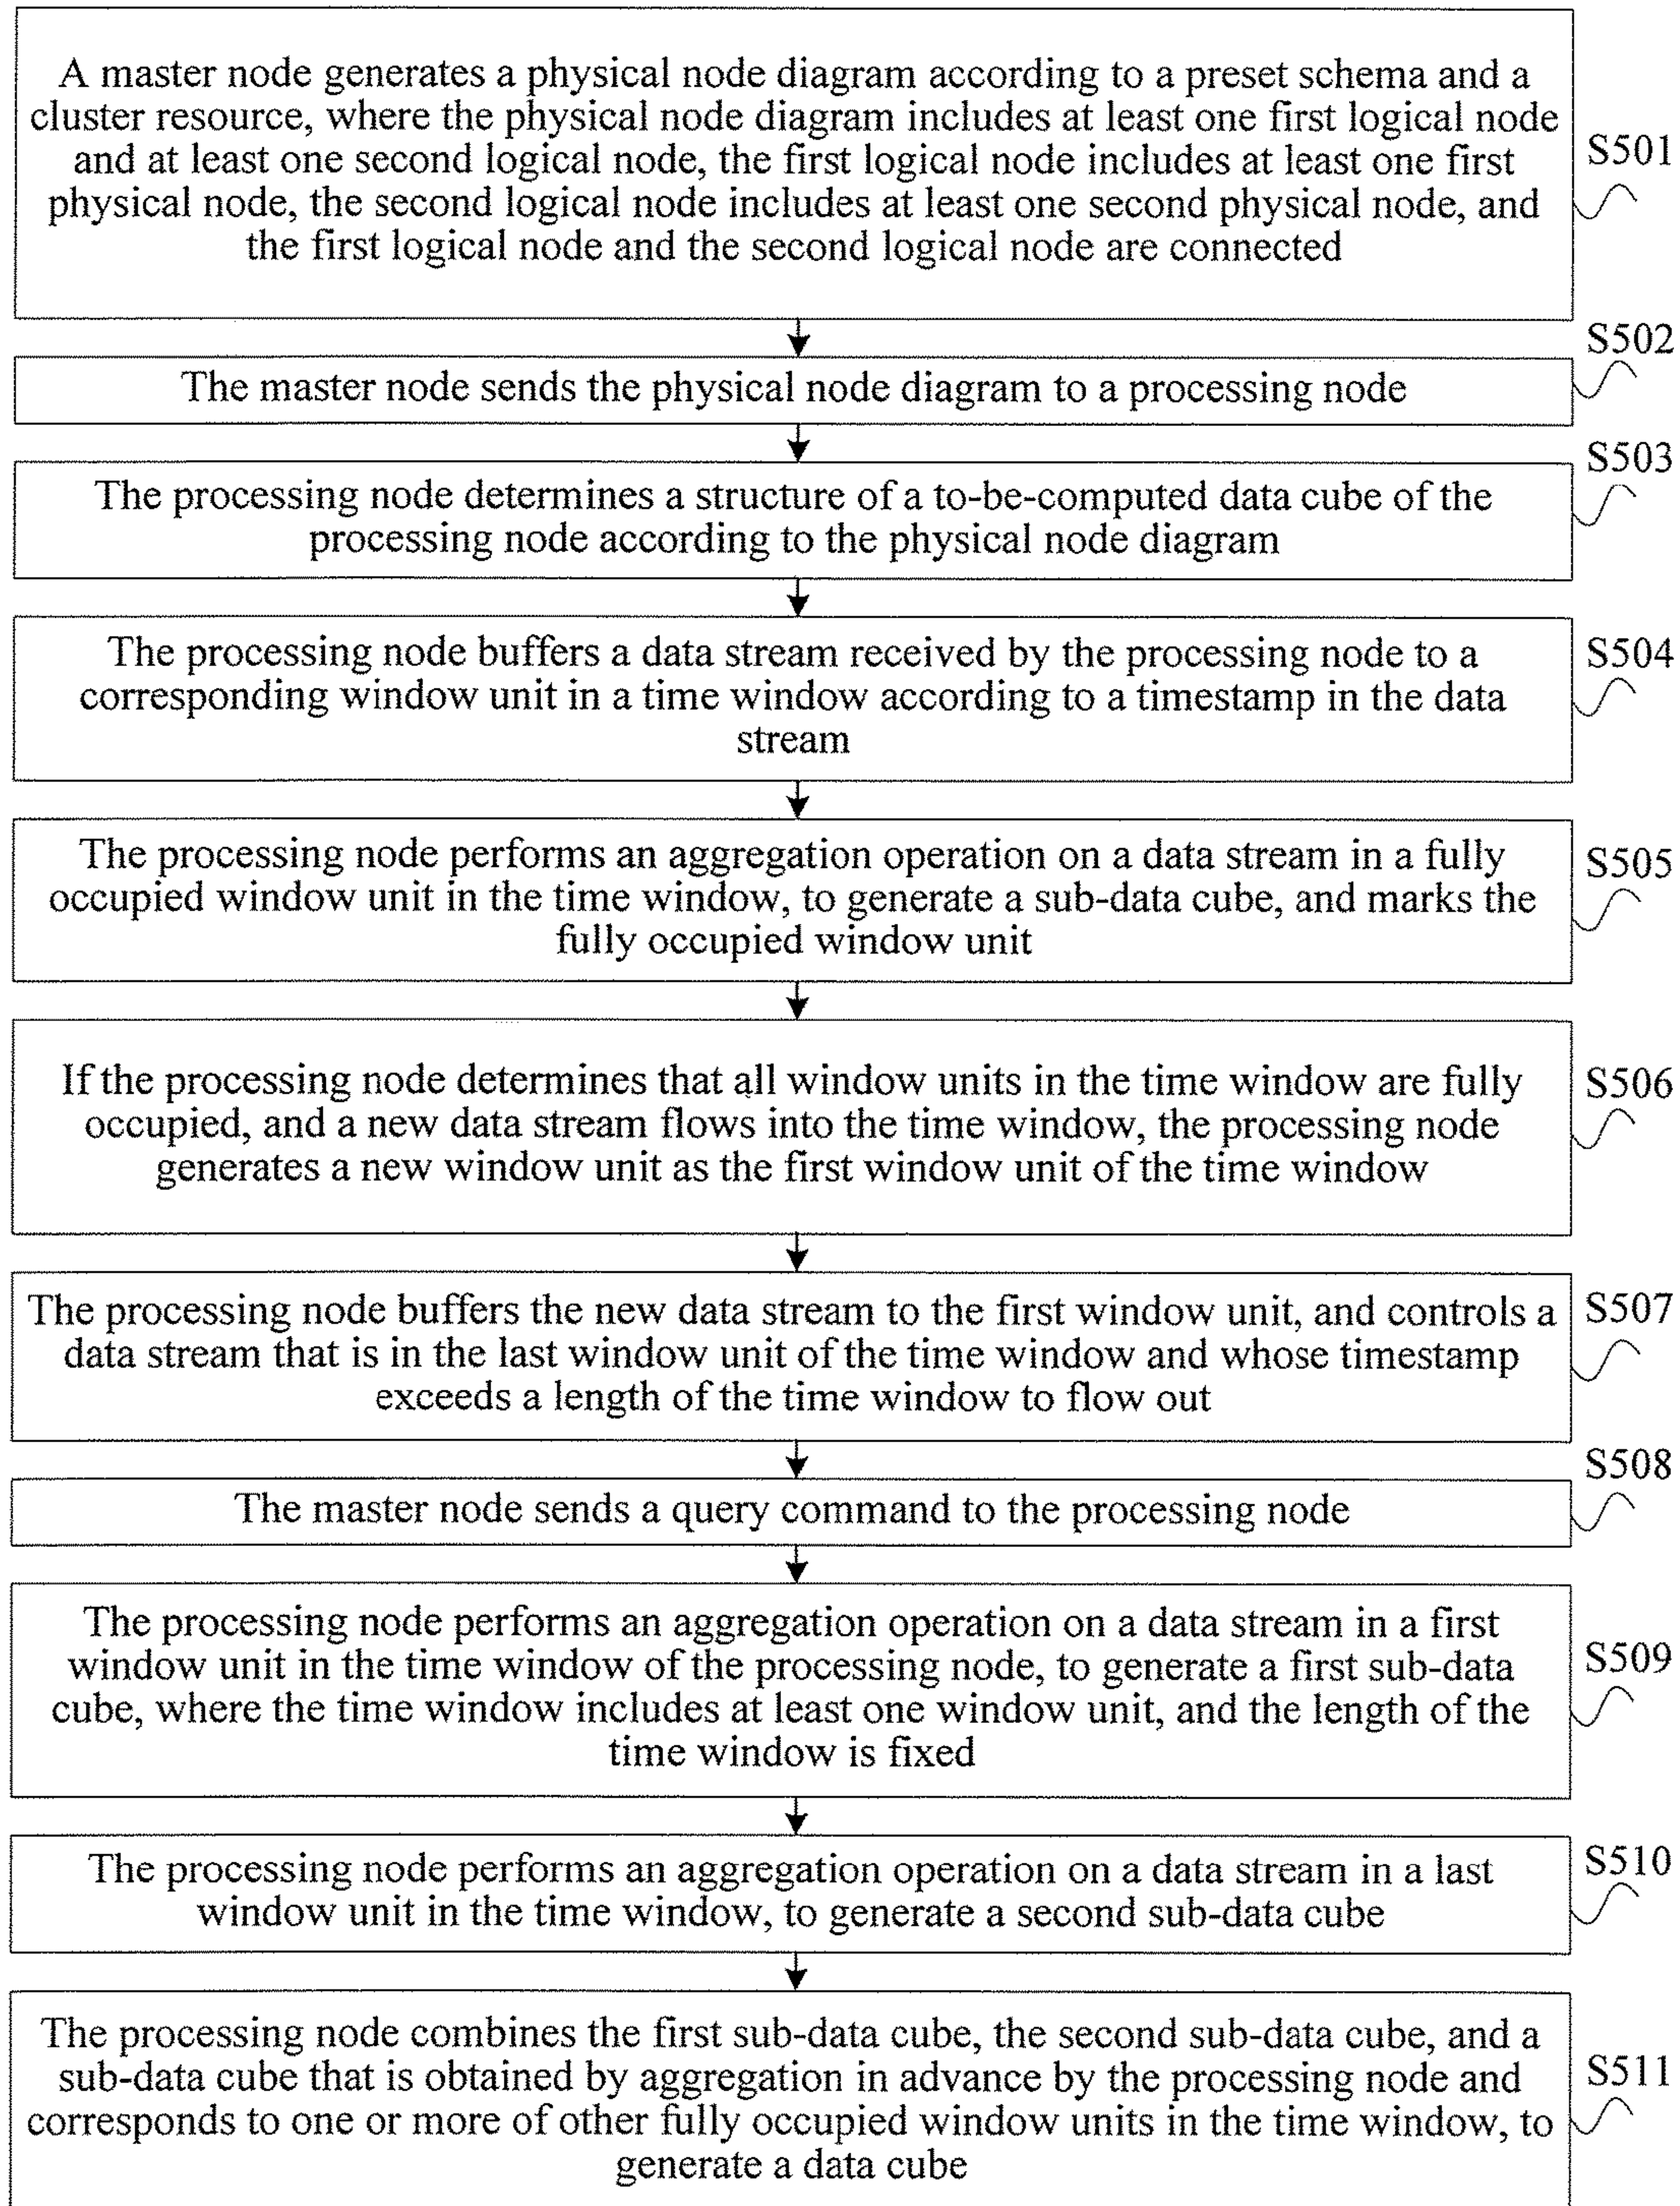 A master node generates a physical node diagram according to a preset schema and a
cluster resource, where the physical node diagram includes at least one first logical node
and at least one second logical node, the first logical node includes at least one first
physical node, the second logical node includes at least one second physical node, and
the first logical node and the second logical node are connected
S501
S502
The master node sends the physical node diagram to a processing node
S503
The processing node determines a structure of a to-be-computed data cube of the
processing node according to the physical node diagram
S504
The processing node buffers a data stream received by the processing node to a
corresponding window unit in a time window according to a timestamp in the data
stream
S505
The processing node performs an aggregation operation on a data stream in a fully
occupied window unit in the time window, to generate a sub-data cube, and marks the
fully occupied window unit
S506
If the processing node determines that all window units in the time window are fully
occupied, and a new data stream flows into the time window, the processing node
generates a new window unit as the first window unit of the time window
S507
The processing node buffers the new data stream to the first window unit, and controls a
data stream that is in the last window unit of the time window and whose timestamp
exceeds a length of the time window to flow out
S508
The master node sends a query command to the processing node
S509
The processing node performs an aggregation operation on a data stream in a first
window unit in the time window of the processing node, to generate a first sub-data
cube, where the time window includes at least one window unit, and the length of the
time window is fixed
S510
The processing node performs an aggregation operation on a data stream in a last
window unit in the time window, to generate a second sub-data cube
S511
The processing node combines the first sub-data cube, the second sub-data cube, and a
sub-data cube that is obtained by aggregation in advance by the processing node and
corresponds to one or more of other fully occupied window units in the time window, to
generate a data cube